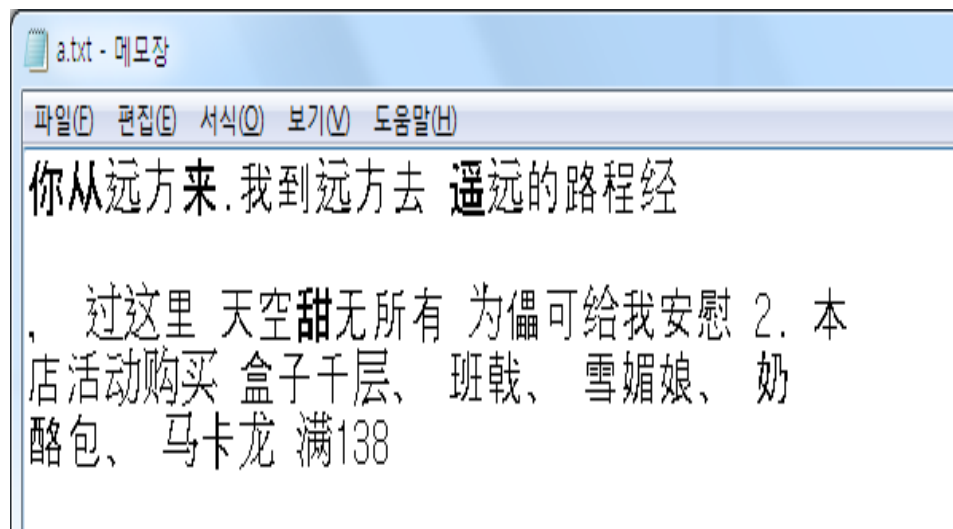 a.txt - 메모장
파일(F) 편집(E) 서식(O) 보기(V) 도움말(H)
你从远方来.我到远方去 遥远的路程经
, 过这里 天空甜无所有 为儡可给我安慰 2. 本
店活动购买 盒子千层、 班戟、 雪媚娘、 奶
酪包、 马卡龙 满138